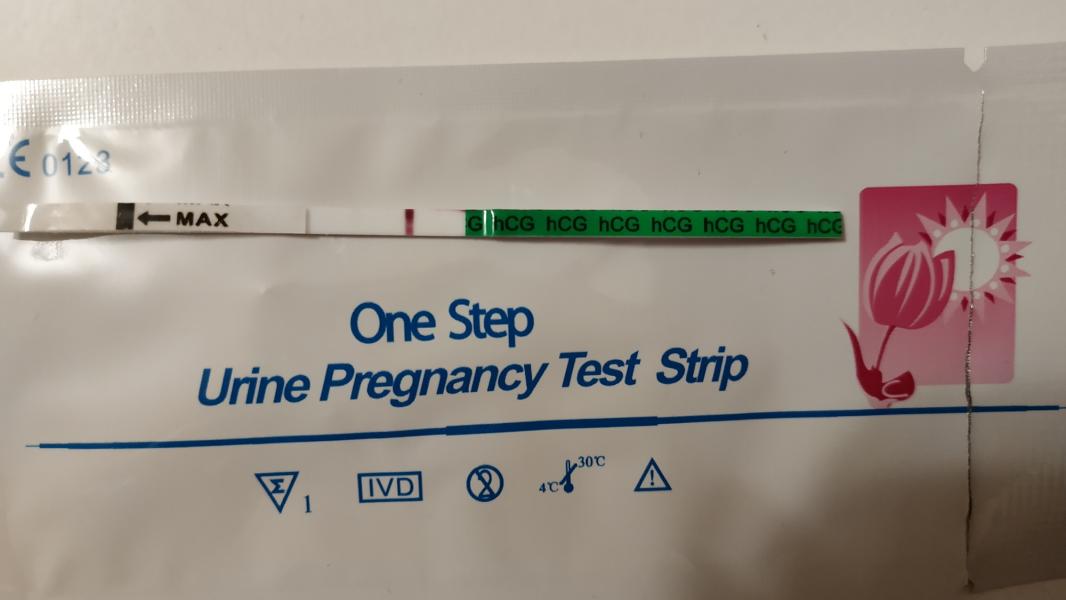 CE 0123
← MAX
G hCG hCG hCG hCG hCG hCG hCG
One Step
Urine Pregnancy Test Strip
Σ 1
IVD
2
4℃ 30℃
!